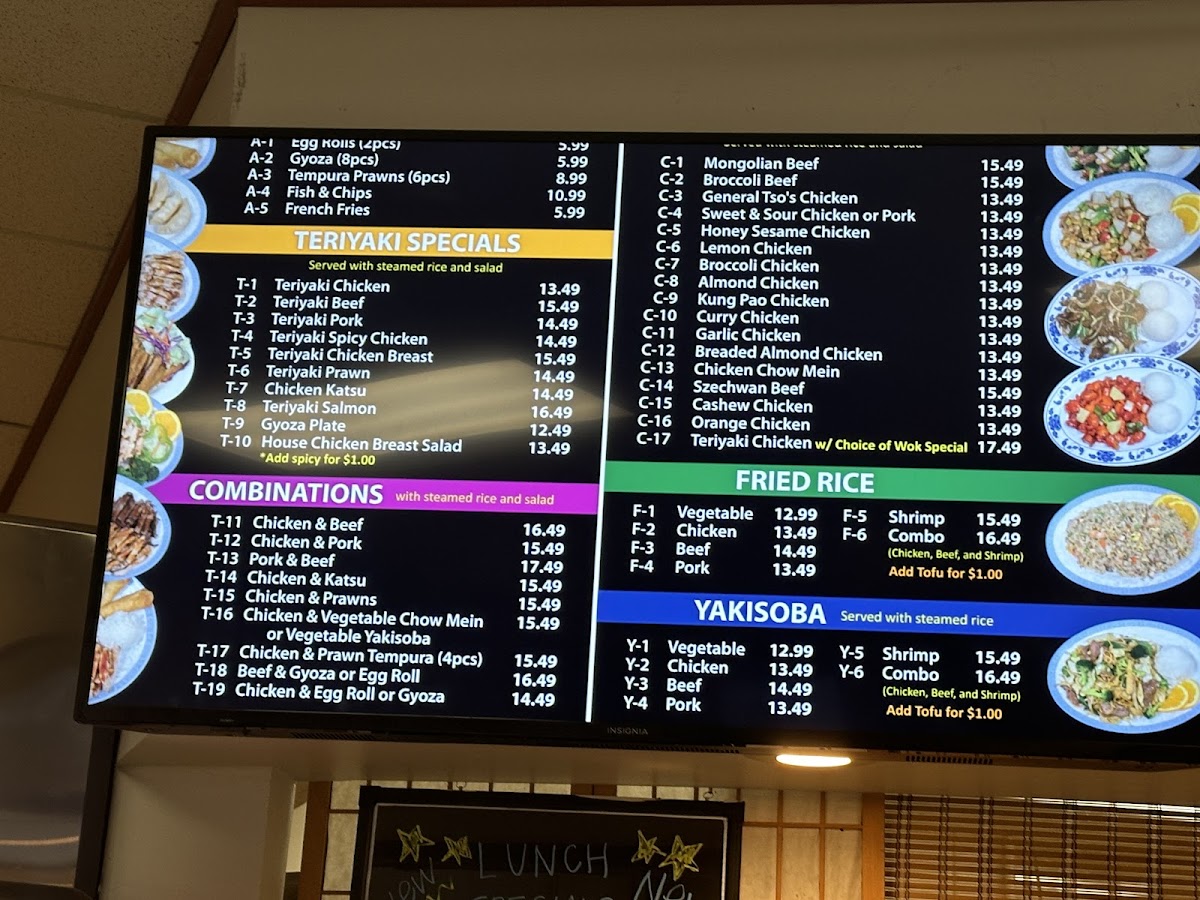 A-1 Egg Rolls (2pcs) 5.99
A-2 Gyoza (8pcs) 5.99
A-3 Tempura Prawns (6pcs) 8.99
A-4 Fish & Chips 10.99
A-5 French Fries 5.99
TERIYAKI SPECIALS
Served with steamed rice and salad
T-1 Teriyaki Chicken 13.49
T-2 Teriyaki Beef 15.49
T-3 Teriyaki Pork 14.49
T-4 Teriyaki Spicy Chicken 14.49
T-5 Teriyaki Chicken Breast 15.49
T-6 Teriyaki Prawn 14.49
T-7 Chicken Katsu 14.49
T-8 Teriyaki Salmon 16.49
T-9 Gyoza Plate 12.49
T-10 House Chicken Breast Salad 13.49
*Add spicy for $1.00
COMBINATIONS with steamed rice and salad
T-11 Chicken & Beef 16.49
T-12 Chicken & Pork 15.49
T-13 Pork & Beef 17.49
T-14 Chicken & Katsu 15.49
T-15 Chicken & Prawns 15.49
T-16 Chicken & Vegetable Chow Mein 15.49
or Vegetable Yakisoba
T-17 Chicken & Prawn Tempura (4pcs) 15.49
T-18 Beef & Gyoza or Egg Roll 16.49
T-19 Chicken & Egg Roll or Gyoza 14.49
Served with steamed rice and salad
C-1 Mongolian Beef 15.49
C-2 Broccoli Beef 15.49
C-3 General Tso's Chicken 13.49
C-4 Sweet & Sour Chicken or Pork 13.49
C-5 Honey Sesame Chicken 13.49
C-6 Lemon Chicken 13.49
C-7 Broccoli Chicken 13.49
C-8 Almond Chicken 13.49
C-9 Kung Pao Chicken 13.49
C-10 Curry Chicken 13.49
C-11 Garlic Chicken 13.49
C-12 Breaded Almond Chicken 13.49
C-13 Chicken Chow Mein 13.49
C-14 Szechwan Beef 15.49
C-15 Cashew Chicken 13.49
C-16 Orange Chicken 13.49
C-17 Teriyaki Chicken w/ Choice of Wok Special 17.49
FRIED RICE
F-1 Vegetable 12.99
F-2 Chicken 13.49
F-3 Beef 14.49
F-4 Pork 13.49
F-5 Shrimp 15.49
F-6 Combo 16.49
(Chicken, Beef, and Shrimp)
Add Tofu for $1.00
YAKISOBA Served with steamed rice
Y-1 Vegetable 12.99
Y-2 Chicken 13.49
Y-3 Beef 14.49
Y-4 Pork 13.49
Y-5 Shrimp 15.49
Y-6 Combo 16.49
(Chicken, Beef, and Shrimp)
Add Tofu for $1.00
INSIGNIA
LUNCH